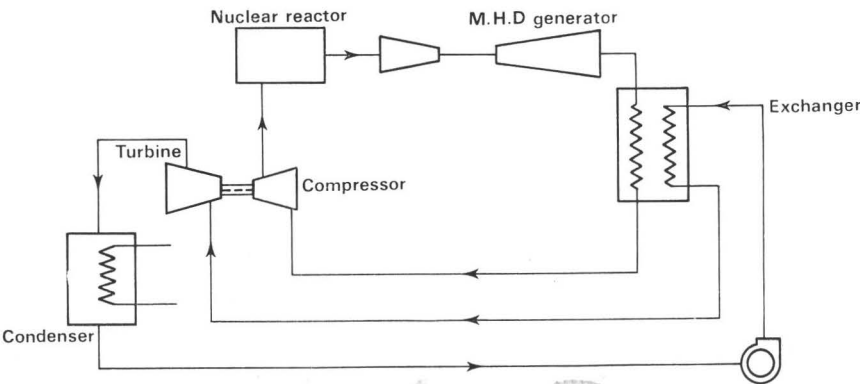 Nuclear reactor
M.H.D generator
Exchanger
Turbine
Compressor
Condenser